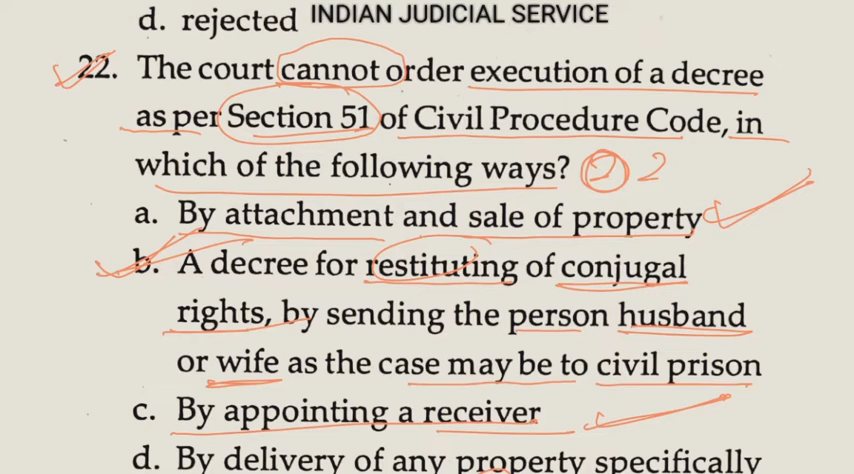 d. rejected INDIAN JUDICIAL SERVICE
22. The court cannot order execution of a decree
as per Section 51 of Civil Procedure Code, in
which of the following ways? 2
a. By attachment and sale of property
b. A decree for restituting of conjugal
rights, by sending the person husband
or wife as the case may be to civil prison
c. By appointing a receiver
d. By delivery of any property specifically